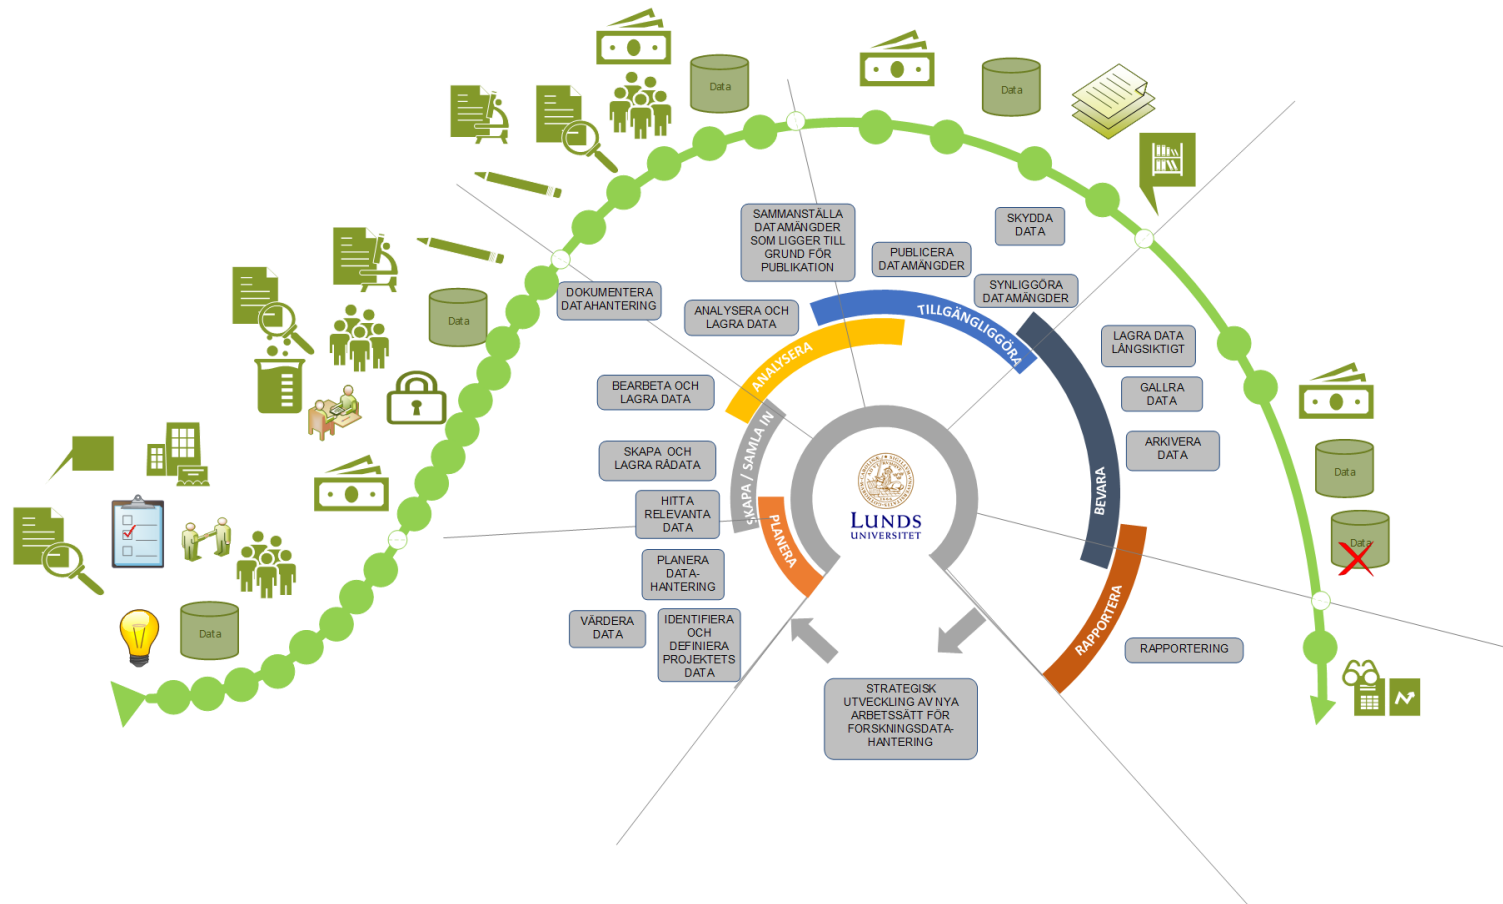 Data
Data
SAMMANSTÄLLA
DATAMÄNGDER
SOM LIGGER TILL
GRUND FÖR
PUBLIKATION
SKYDDA
DATA
PUBLICERA
DATAMÄNGDER
SYNLIGGÖRA
DATAMÄNGDER
DOKUMENTERA
DATAHANTERING
ANALYSERA OCH
LAGRA DATA
Data
TILLGÄNGLIGGÖRA
LAGRA DATA
LÅNGSIKTIGT
ANALYSERA
BEARBETA OCH
LAGRA DATA
GALLRA
DATA
SKAPA OCH
LAGRA RÅDATA
SKAPA / SAMLA IN
ARKIVERA
DATA
Data
HITTA
RELEVANTA
DATA
BEVARA
LUNDS
UNIVERSITET
PLANERA
Data
PLANERA
DATA-
HANTERING
VÄRDERA
DATA
IDENTIFIERA
OCH
DEFINIERA
PROJEKTETS
DATA
Data
RAPPORTERA
RAPPORTERING
STRATEGISK
UTVECKLING AV NYA
ARBETSSÄTT FÖR
FORSKNINGSDATA-
HANTERING